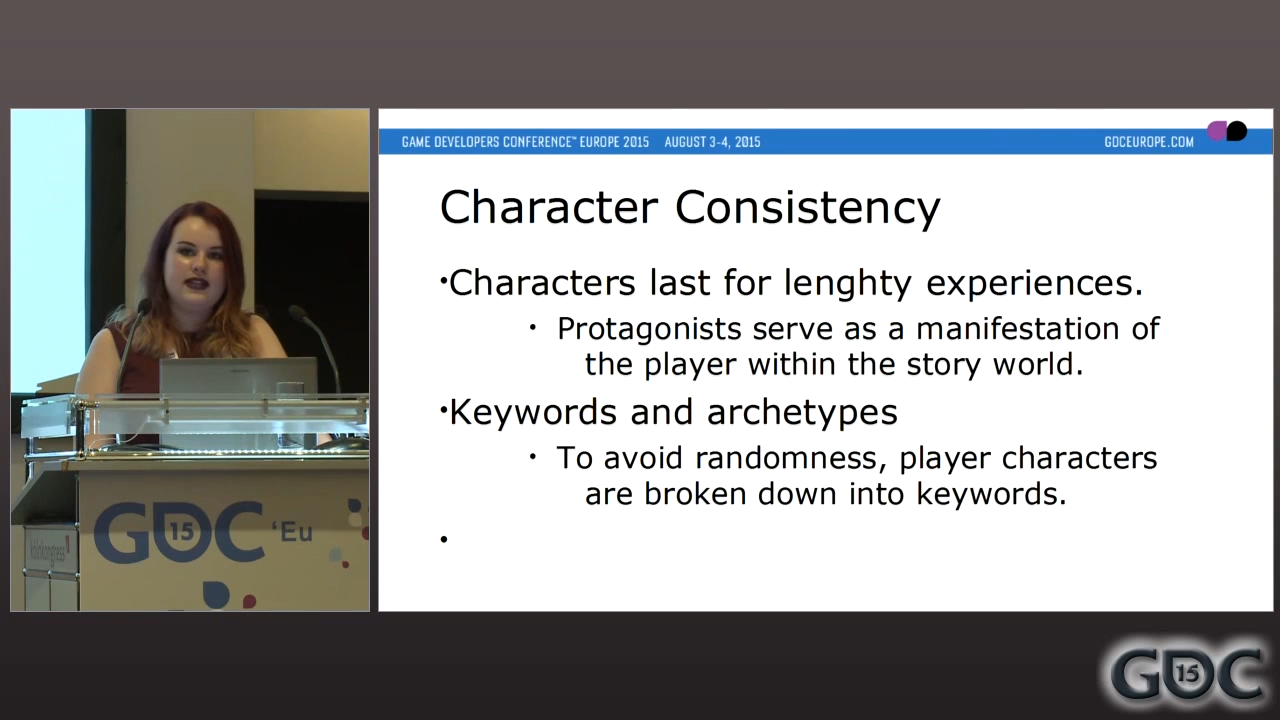 GAME DEVELOPERS CONFERENCE™ EUROPE 2015 AUGUST 3-4, 2015 GDCEUROPE.COM
Character Consistency
•Characters last for lenghty experiences.
• Protagonists serve as a manifestation of
the player within the story world.
•Keywords and archetypes
• To avoid randomness, player characters
are broken down into keywords.
•
GDC 15 'Eu
kölnkongress
GDC 15